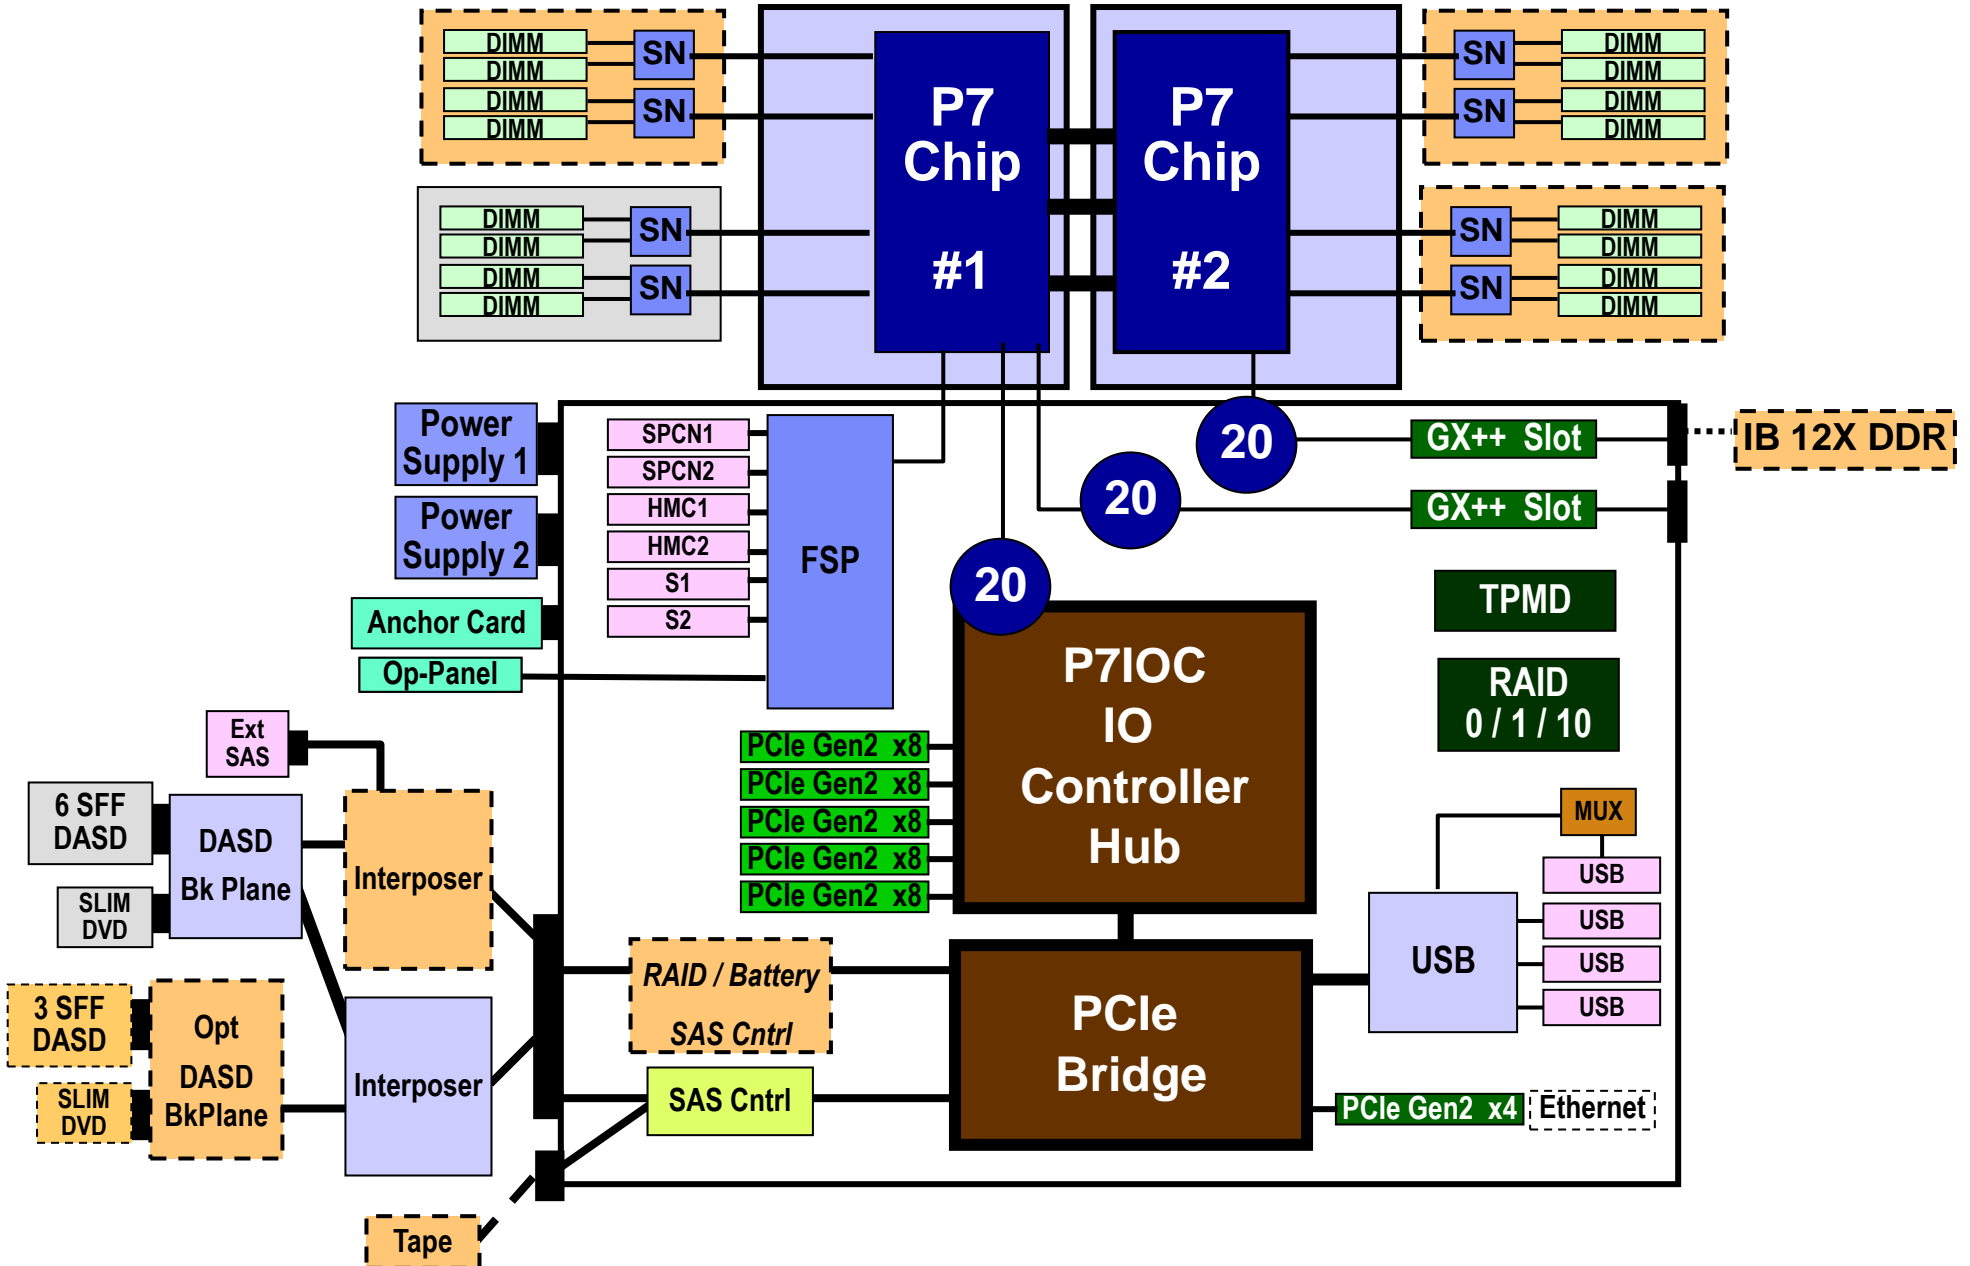 DIMM
DIMM
DIMM
DIMM
SN
SN
DIMM
DIMM
DIMM
DIMM
SN
SN
P7
Chip
#1
P7
Chip
#2
SN
SN
DIMM
DIMM
DIMM
DIMM
SN
SN
DIMM
DIMM
DIMM
DIMM
Power
Supply 1
Power
Supply 2
Anchor Card
Op-Panel
SPCN1
SPCN2
HMC1
HMC2
S1
S2
FSP
20
20
20
GX++ Slot
GX++ Slot
IB 12X DDR
TPMD
RAID
0 / 1 / 10
P7IOC
IO
Controller
Hub
PCIe Gen2 x8
PCIe Gen2 x8
PCIe Gen2 x8
PCIe Gen2 x8
PCIe Gen2 x8
Ext
SAS
6 SFF
DASD
SLIM
DVD
DASD
Bk Plane
Interposer
3 SFF
DASD
SLIM
DVD
Opt
DASD
BkPlane
Interposer
Tape
RAID / Battery
SAS Cntrl
SAS Cntrl
PCIe
Bridge
MUX
USB
USB
USB
USB
USB
PCIe Gen2 x4
Ethernet